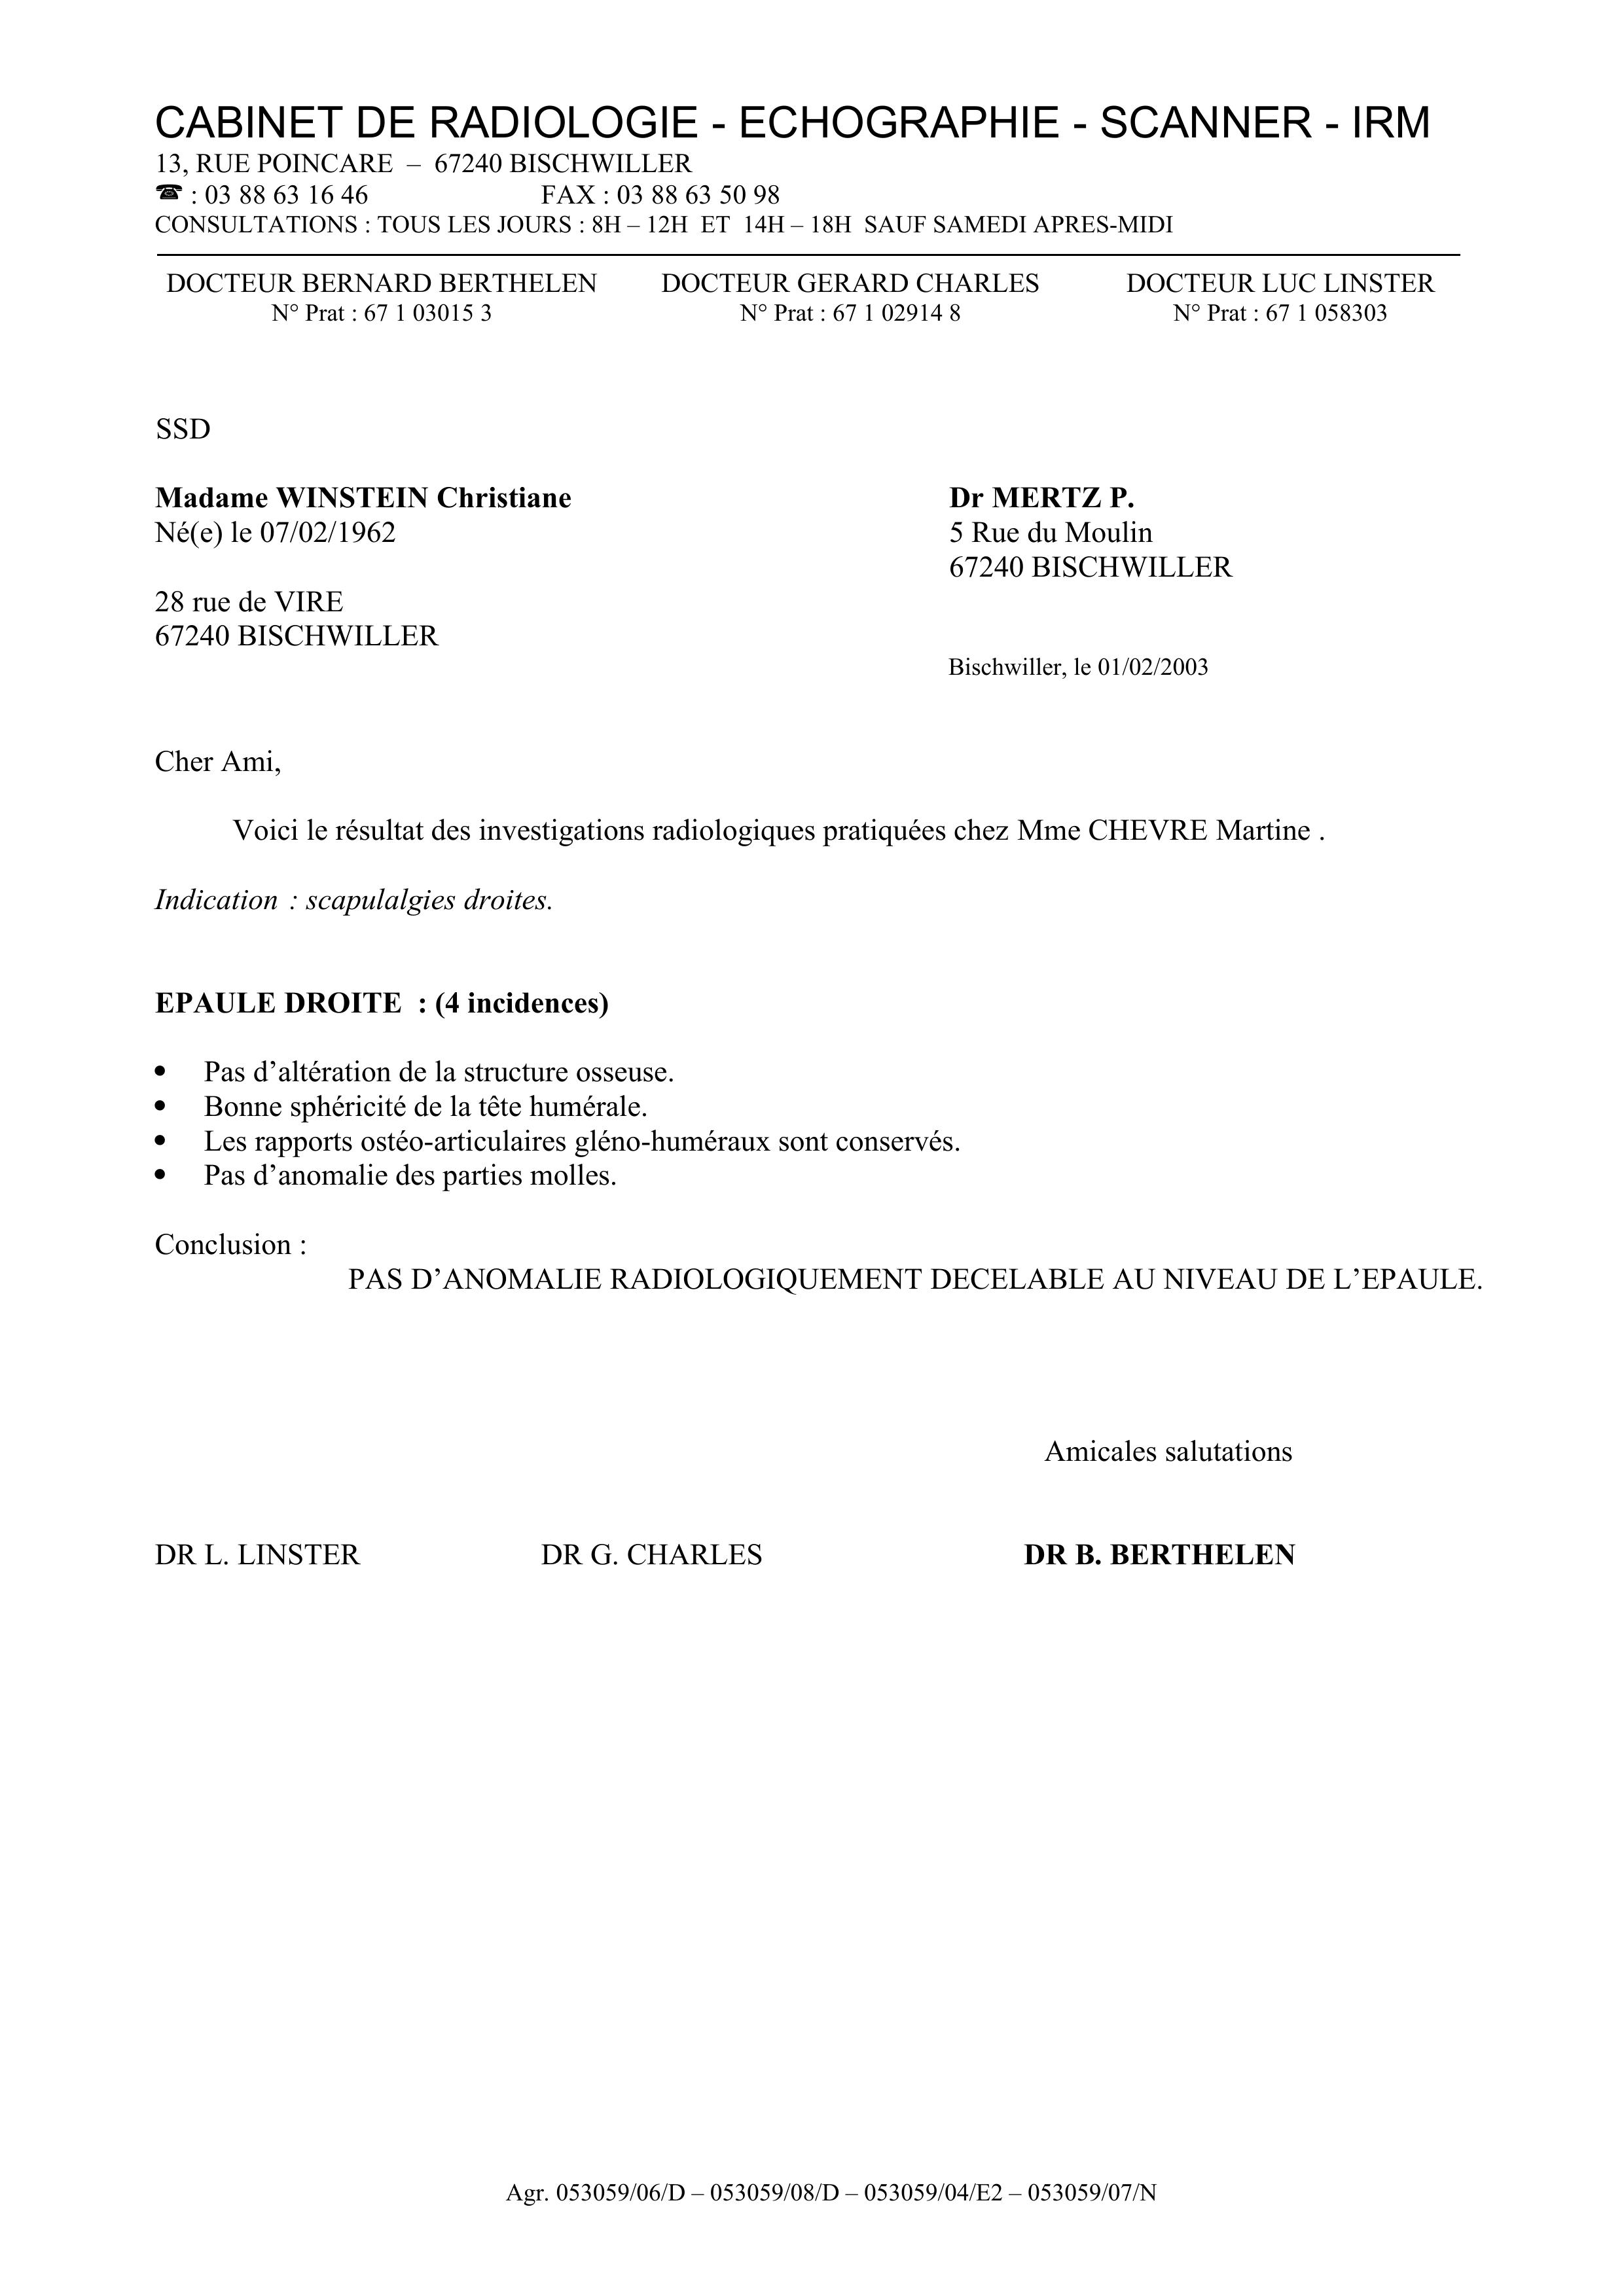 CABINET DE RADIOLOGIE - ECHOGRAPHIE - SCANNER - IRM
13, RUE POINCARE – 67240 BISCHWILLER
☎ : 03 88 63 16 46 FAX : 03 88 63 50 98
CONSULTATIONS : TOUS LES JOURS : 8H – 12H ET 14H – 18H SAUF SAMEDI APRES-MIDI
DOCTEUR BERNARD BERTHELEN DOCTEUR GERARD CHARLES DOCTEUR LUC LINSTER
N° Prat : 67 1 03015 3 N° Prat : 67 1 02914 8 N° Prat : 67 1 058303
SSD
Madame WINSTEIN Christiane Dr MERTZ P.
Né(e) le 07/02/1962 5 Rue du Moulin
67240 BISCHWILLER
28 rue de VIRE
67240 BISCHWILLER
Bischwiller, le 01/02/2003
Cher Ami,
Voici le résultat des investigations radiologiques pratiquées chez Mme CHEVRE Martine .
Indication : scapulalgies droites.
EPAULE DROITE : (4 incidences)
• Pas d’altération de la structure osseuse.
• Bonne sphéricité de la tête humérale.
• Les rapports ostéo-articulaires gléno-huméraux sont conservés.
• Pas d’anomalie des parties molles.
Conclusion :
PAS D’ANOMALIE RADIOLOGIQUEMENT DECELABLE AU NIVEAU DE L’EPAULE.
Amicales salutations
DR L. LINSTER DR G. CHARLES DR B. BERTHELEN
Agr. 053059/06/D – 053059/08/D – 053059/04/E2 – 053059/07/N